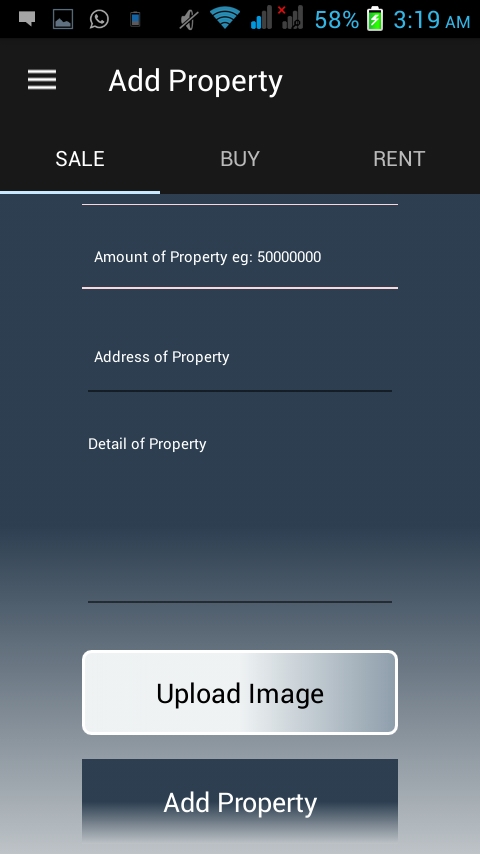 58% 3:19 AM
Add Property
SALE BUY RENT
Amount of Property eg: 50000000
Address of Property
Detail of Property
Upload Image
Add Property